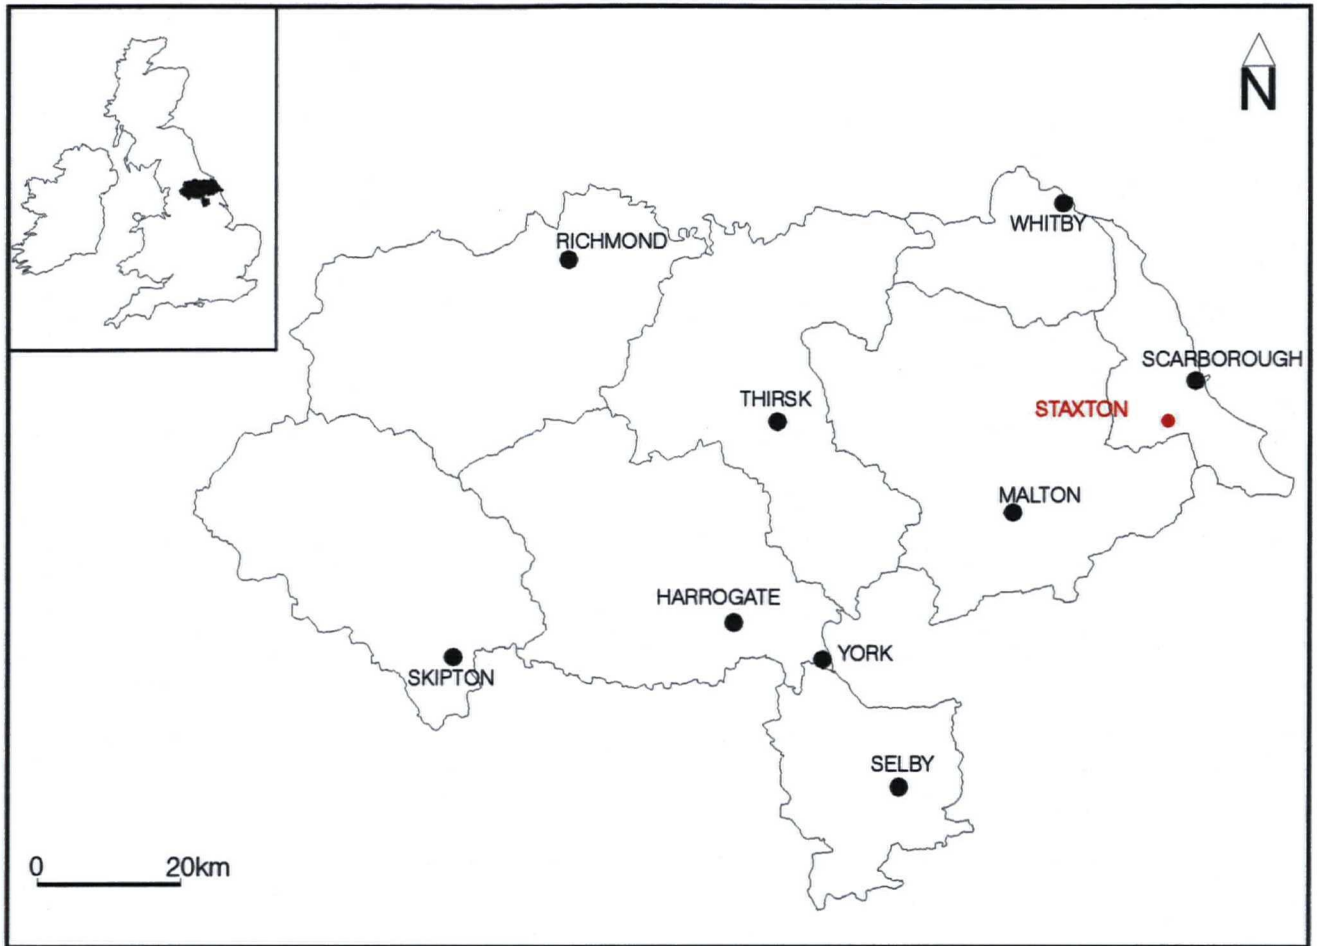 N
WHITBY
RICHMOND
SCARBOROUGH
THIRSK
STAXTON
MALTON
HARROGATE
YORK
SKIPTON
SELBY
0 20km